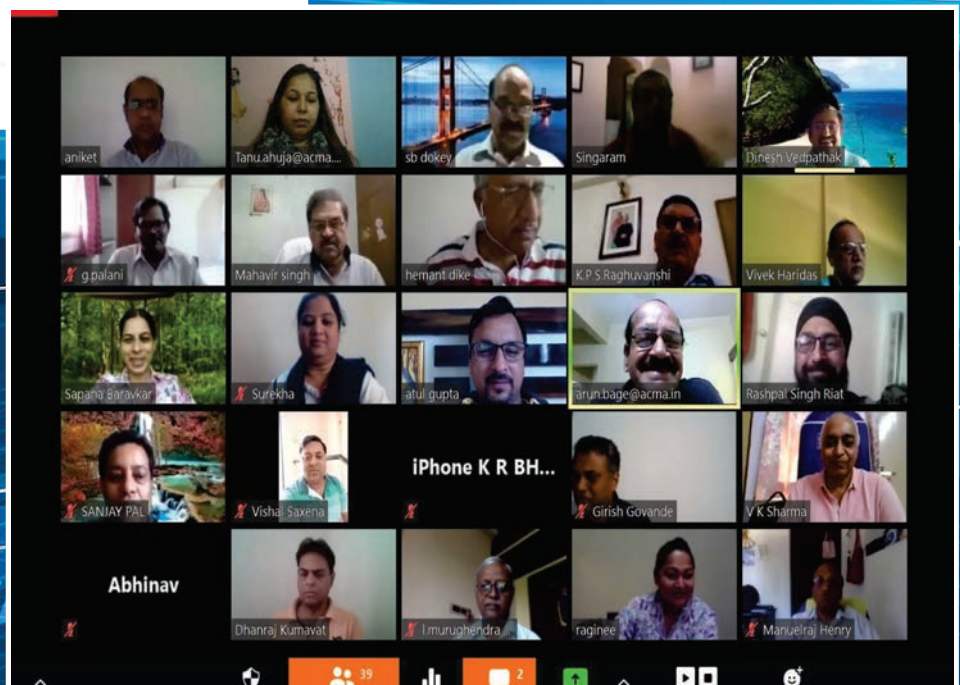 aniket
Tanu.ahuja@acma....
sb dokey
Singaram
Dinesh Vedpathak
g.palani
Mahavir singh
hemant dike
K.P.S.Raghuvanshi
Vivek Haridas
Sapana Baravkar
Surekha
atul gupta
arun.bage@acma.in
Rashpal Singh Riat
SANJAY PAL
Vishal Saxena
iPhone K R BH...
Girish Govande
V K Sharma
Abhinav
Dhanraj Kumavat
l.murughendra
raginee
Manuelraj Henry
39
2